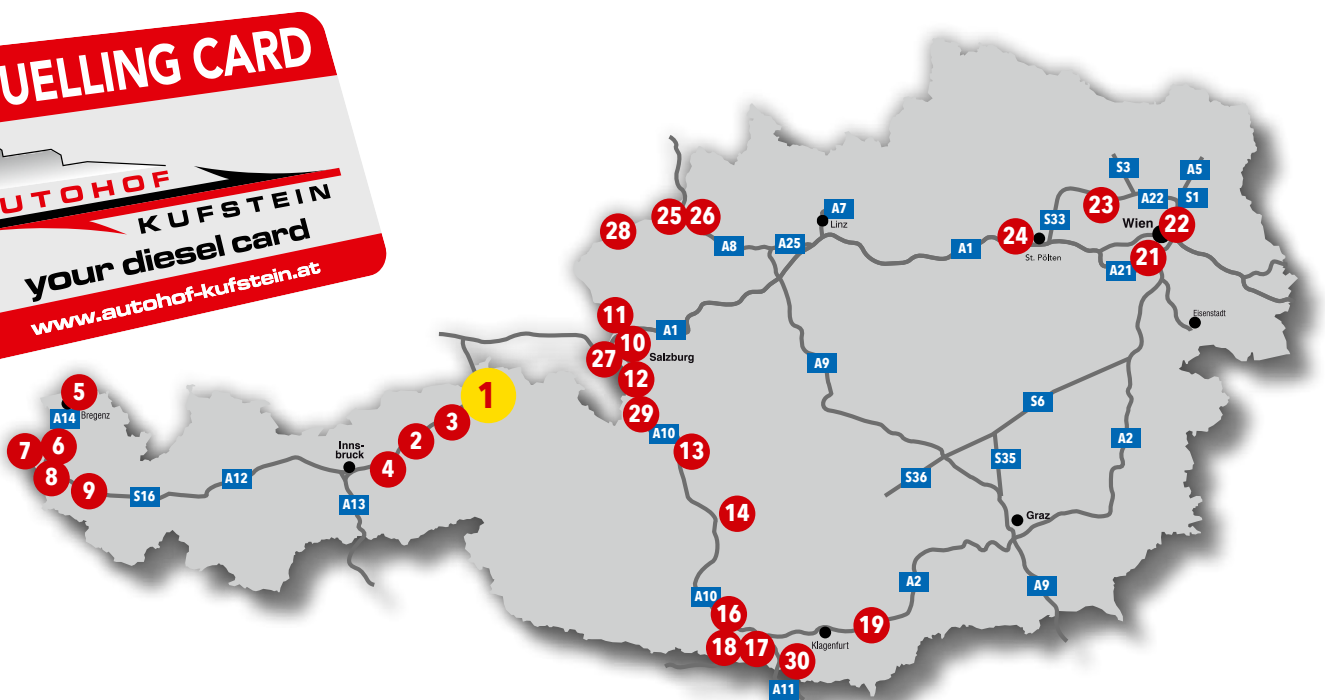 UELLING CARD
UTOHOF
KUFSTEIN
your diesel card
www.autohof-kufstein.at
S3
A5
A22
S1
23
A7
Linz
25
26
28
S33
Wien
22
24
St. Pölten
A8
A25
A1
A21
21
11
A1
10
Salzburg
27
12
Eisenstadt
A9
1
5
A14
Bregenz
3
29
A10
S6
2
13
A2
7
6
Inns-
bruck
4
S35
8
9
S16
A12
A13
S36
14
Graz
A10
A2
A9
16
19
Klagenfurt
18
17
30
A11